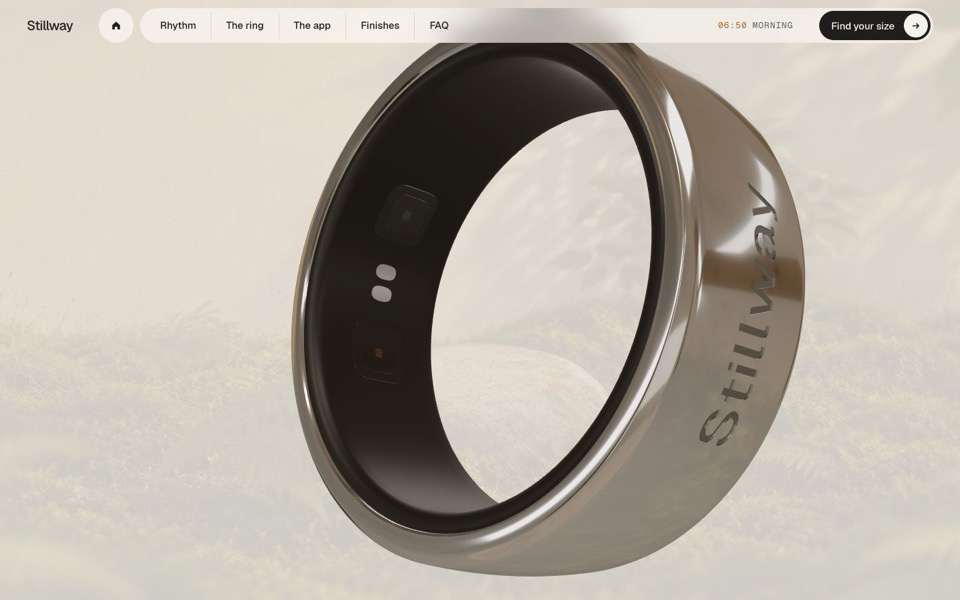 Stillway
Rhythm
The ring
The app
Finishes
FAQ
06:50 MORNING
Find your size
Stillway